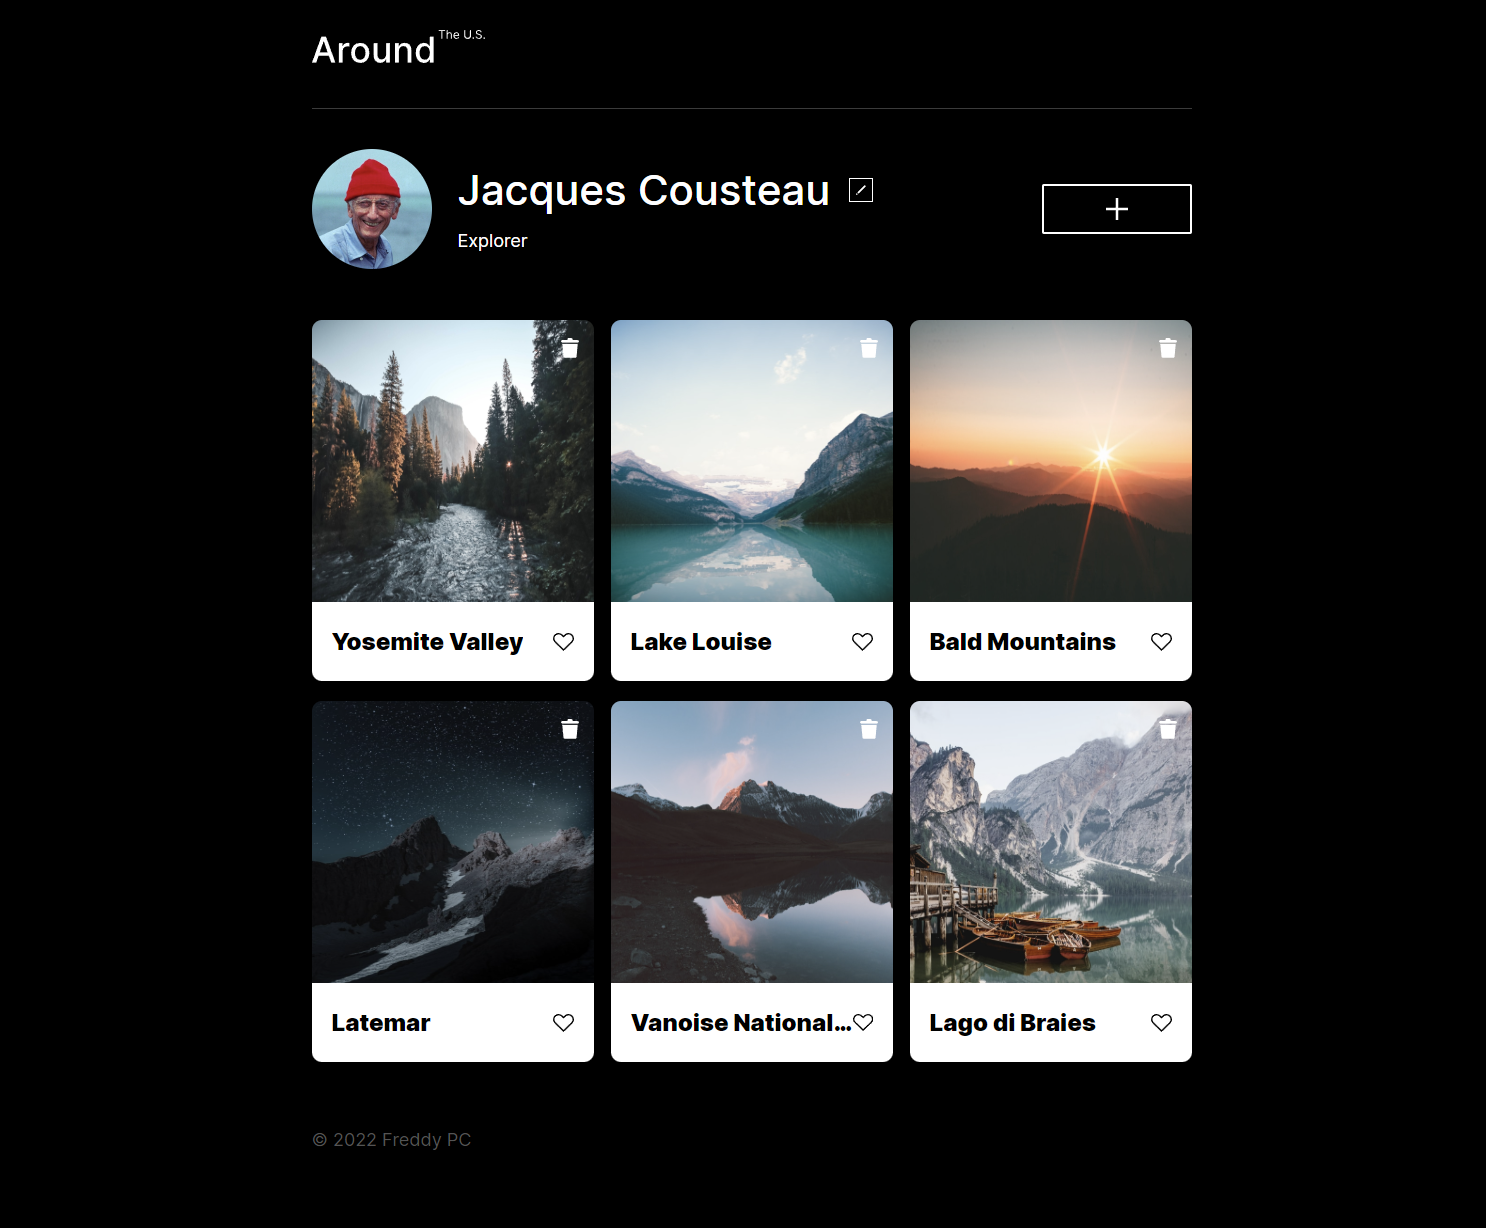 Around The U.S.
Jacques Cousteau
Explorer
Yosemite Valley
Lake Louise
Bald Mountains
Latemar
Vanoise National...
Lago di Braies
© 2022 Freddy PC